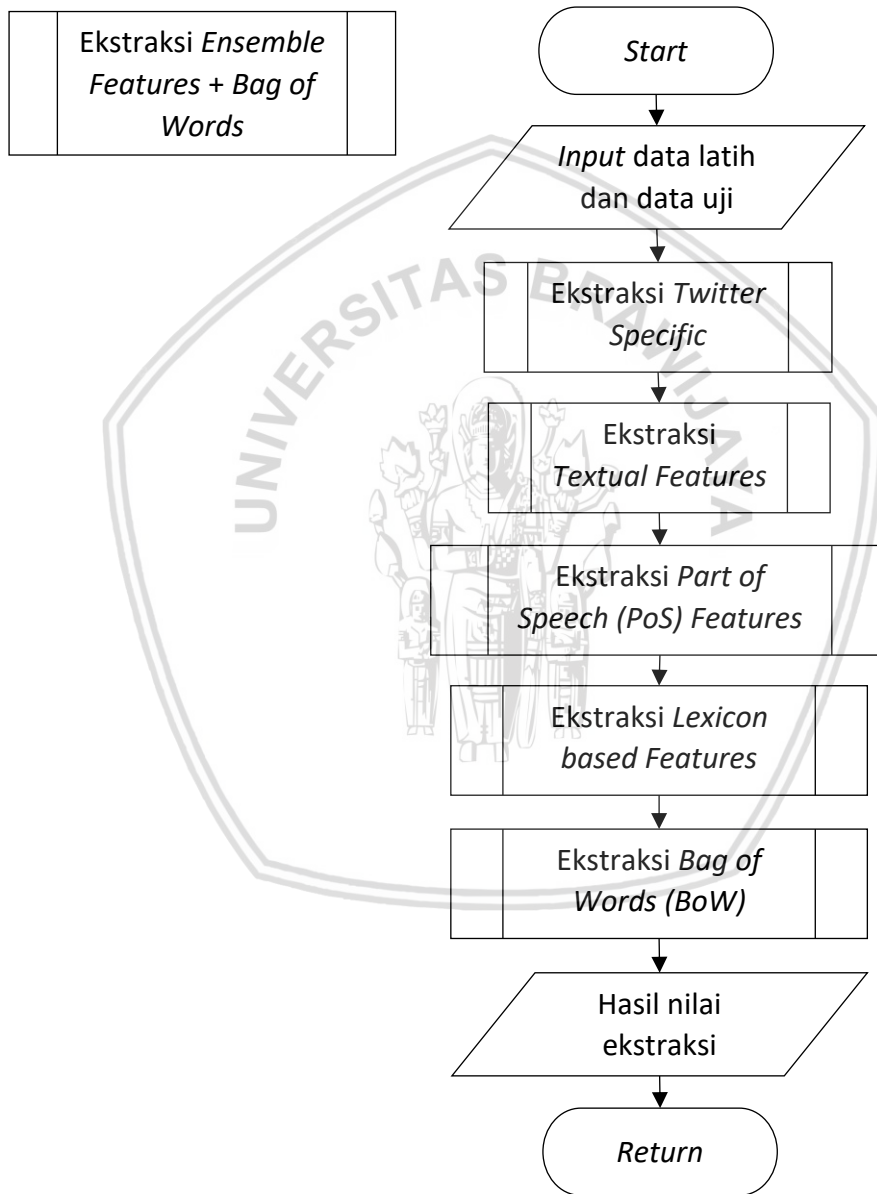 Ekstraksi Ensemble
Features + Bag of
Words
Start
Input data latih
dan data uji
UNIVERSITAS BRAWIJAYA
Ekstraksi Twitter
Specific
Ekstraksi
Textual Features
Ekstraksi Part of
Speech (PoS) Features
Ekstraksi Lexicon
based Features
Ekstraksi Bag of
Words (BoW)
Hasil nilai
ekstraksi
Return